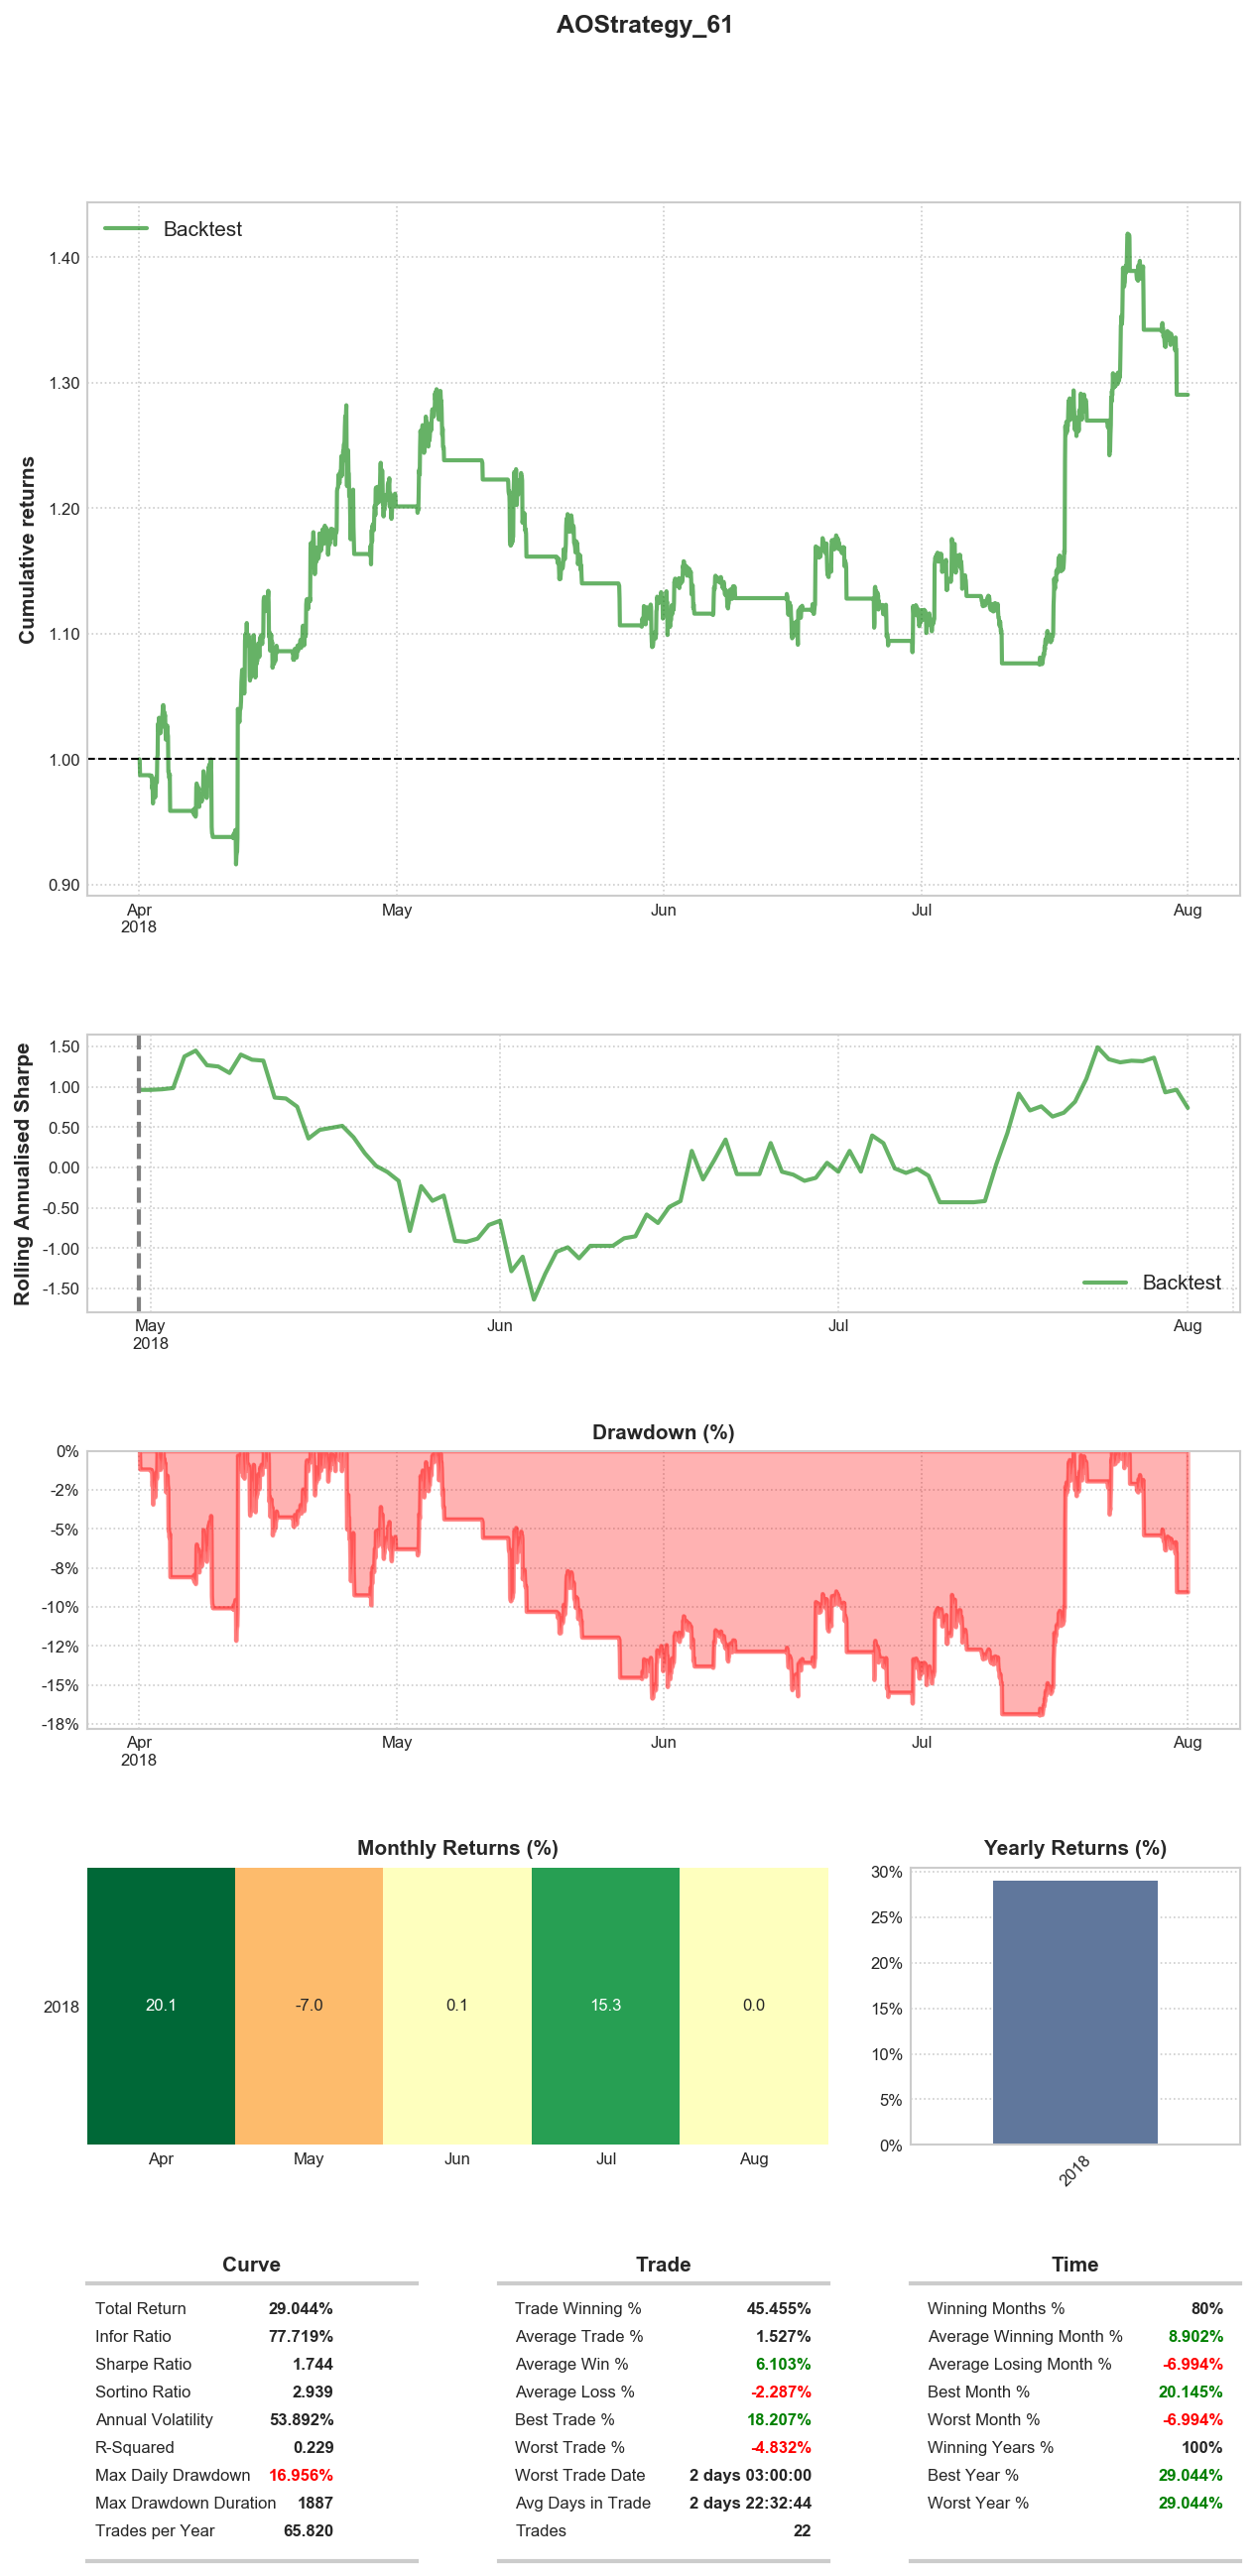 AOStrategy_61
Backtest
Cumulative returns
1.40
1.30
1.20
1.10
1.00
0.90
Apr
2018
May
Jun
Jul
Aug
Rolling Annualised Sharpe
1.50
1.00
0.50
0.00
-0.50
-1.00
-1.50
Backtest
May
2018
Jun
Jul
Aug
Drawdown (%)
0%
-2%
-5%
-8%
-10%
-12%
-15%
-18%
Apr
2018
May
Jun
Jul
Aug
Monthly Returns (%)
2018
20.1 -7.0 0.1 15.3 0.0
Apr May Jun Jul Aug
Yearly Returns (%)
30%
25%
20%
15%
10%
5%
0%
2018
Curve
Total Return 29.044%
Infor Ratio 77.719%
Sharpe Ratio 1.744
Sortino Ratio 2.939
Annual Volatility 53.892%
R-Squared 0.229
Max Daily Drawdown 16.956%
Max Drawdown Duration 1887
Trades per Year 65.820
Trade
Trade Winning % 45.455%
Average Trade % 1.527%
Average Win % 6.103%
Average Loss % -2.287%
Best Trade % 18.207%
Worst Trade % -4.832%
Worst Trade Date 2 days 03:00:00
Avg Days in Trade 2 days 22:32:44
Trades 22
Time
Winning Months % 80%
Average Winning Month % 8.902%
Average Losing Month % -6.994%
Best Month % 20.145%
Worst Month % -6.994%
Winning Years % 100%
Best Year % 29.044%
Worst Year % 29.044%